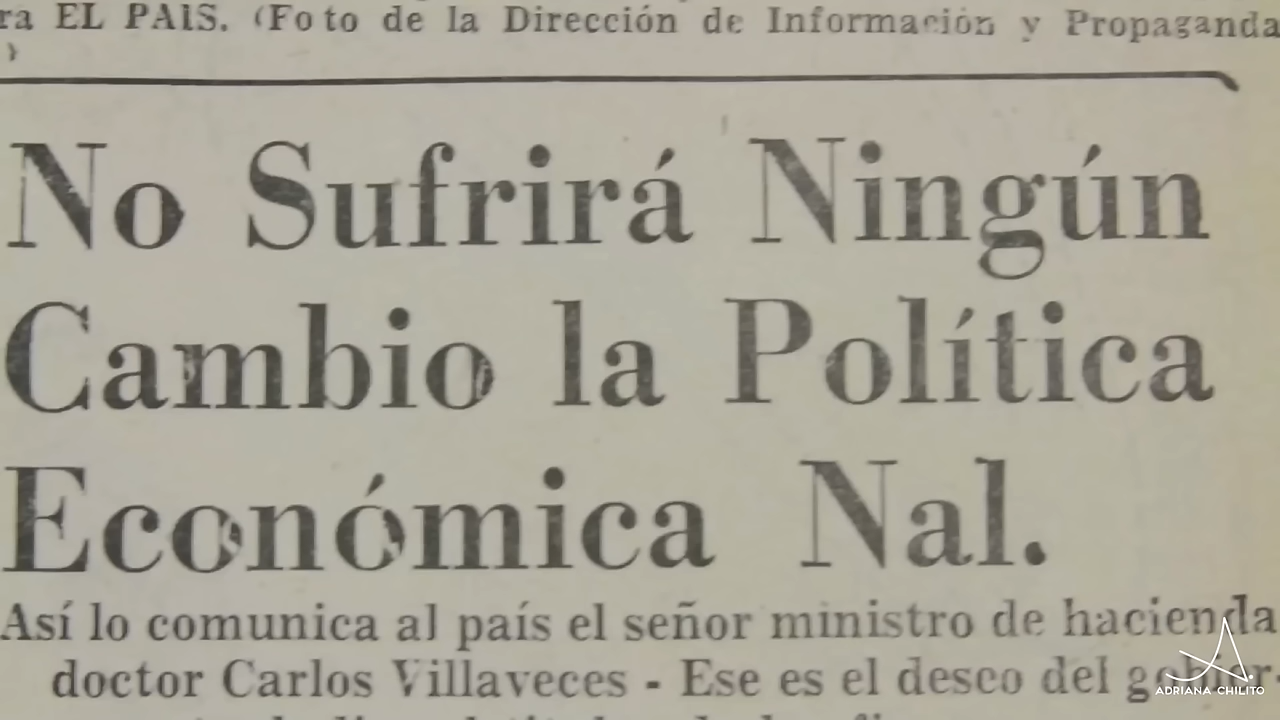 ra EL PAIS. (Foto de la Dirección de Información y Propaganda
)
No Sufrirá Ningún
Cambio la Política
Económica Nal.
Así lo comunica al país el señor ministro de hacienda
doctor Carlos Villaveces - Ese es el deseo del gobier-
ADRIANA CHILITO